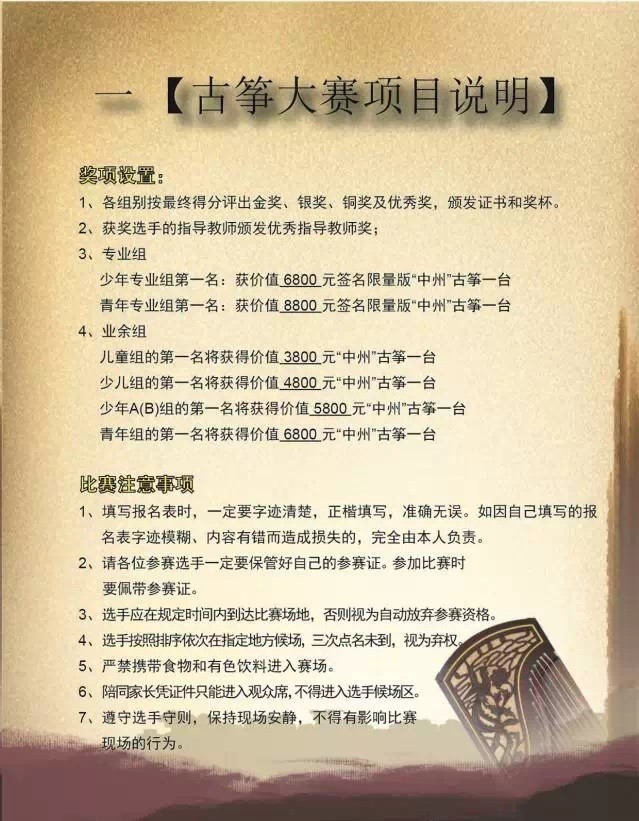 一【古筝大赛项目说明】
奖项设置：
1、各组别按最终得分评出金奖、银奖、铜奖及优秀奖，颁发证书和奖杯。
2、获奖选手的指导教师颁发优秀指导教师奖；
3、专业组
少年专业组第一名：获价值 6800 元签名限量版“中州”古筝一台
青年专业组第一名：获价值 8800 元签名限量版“中州”古筝一台
4、业余组
儿童组的第一名将获得价值 3800 元“中州”古筝一台
少儿组的第一名将获得价值 4800 元“中州”古筝一台
少年A(B)组的第一名将获得价值 5800 元“中州”古筝一台
青年组的第一名将获得价值 6800 元“中州”古筝一台
比赛注意事项
1、填写报名表时，一定要字迹清楚，正楷填写，准确无误。如因自己填写的报
名表字迹模糊、内容有错而造成损失的，完全由本人负责。
2、请各位参赛选手一定要保管好自己的参赛证。参加比赛时
要佩带参赛证。
3、选手应在规定时间内到达比赛场地，否则视为自动放弃参赛资格。
4、选手按照排序依次在指定地方候场，三次点名未到，视为弃权。
5、严禁携带食物和有色饮料进入赛场。
6、陪同家长凭证件只能进入观众席，不得进入选手候场区。
7、遵守选手守则，保持现场安静，不得有影响比赛
现场的行为。